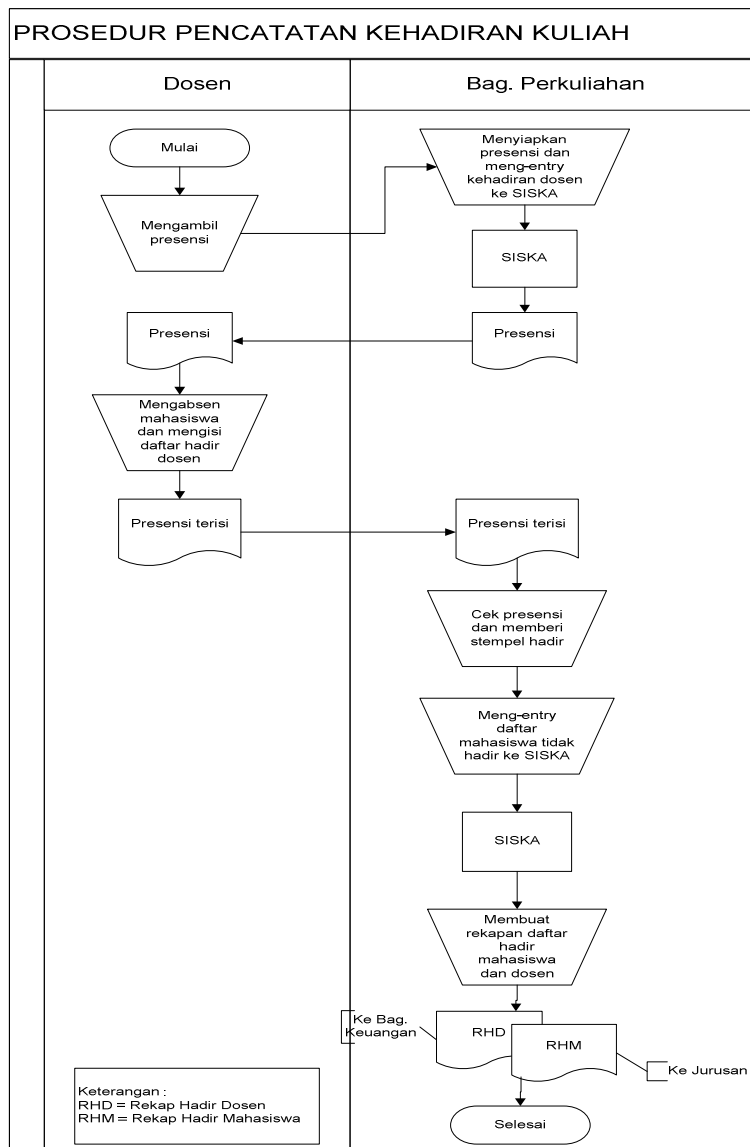 PROSEDUR PENCATATAN KEHADIRAN KULIAH
Dosen
Bag. Perkuliahan
Mulai
Menyiapkan
presensi dan
meng-entry
kehadiran dosen
ke SISKA
Mengambil
presensi
SISKA
Presensi
Presensi
Mengabsen
mahasiswa
dan mengisi
daftar hadir
dosen
Presensi terisi
Presensi terisi
Cek presensi
dan memberi
stempel hadir
Meng-entry
daftar
mahasiswa tidak
hadir ke SISKA
SISKA
Membuat
rekapan daftar
hadir
mahasiswa
dan dosen
Ke Bag.
Keuangan
RHD
RHM
Ke Jurusan
Keterangan :
RHD = Rekap Hadir Dosen
RHM = Rekap Hadir Mahasiswa
Selesai